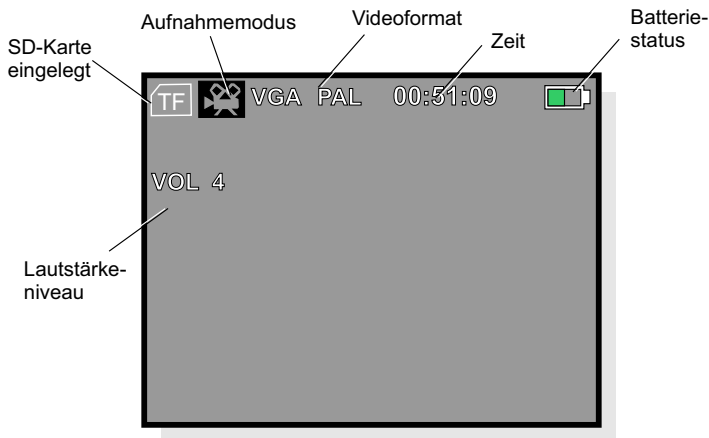 Aufnahmemodus
Videoformat
Batterie-
status
SD-Karte
eingelegt
Zeit
TF
VGA PAL 00:51:09
VOL 4
Lautstärke-
niveau